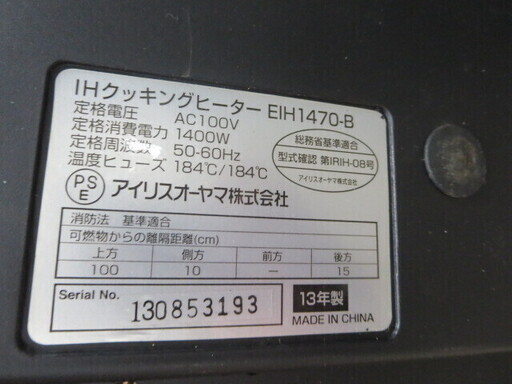 IHクッキングヒーター EIH1470-B
定格電圧 AC100V
定格消費電力 1400W
定格周波数 50-60Hz
温度ヒューズ 184℃/184℃
総務省基準適合
型式確認 第IRIH-08号
アイリスオーヤマ株式会社
PS
E
アイリスオーヤマ株式会社
消防法 基準適合
可燃物からの離隔距離(cm)
上方 側方 前方 後方
100 10 — 15
Serial No. 130853193
13年製
MADE IN CHINA